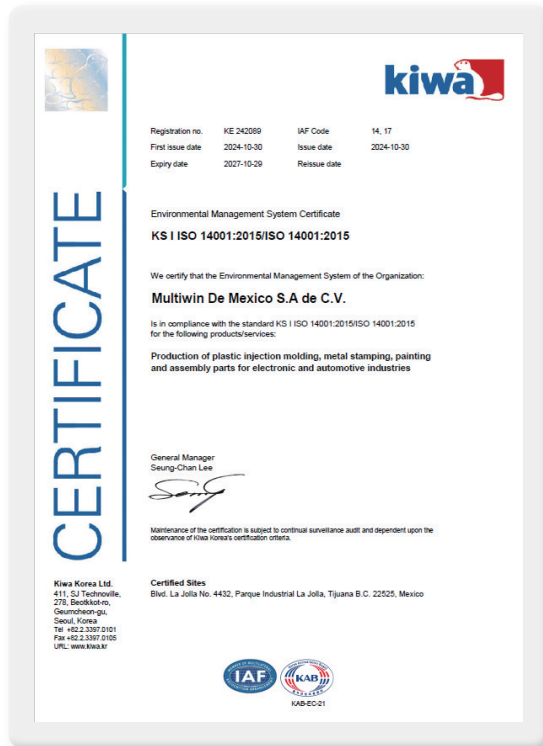 kiwa
Registration no. KE 242089 IAF Code 14, 17
First issue date 2024-10-30 Issue date 2024-10-30
Expiry date 2027-10-29 Reissue date
CERTIFICATE
Environmental Management System Certificate
KS I ISO 14001:2015/ISO 14001:2015
We certify that the Environmental Management System of the Organization:
Multiwin De Mexico S.A de C.V.
Is in compliance with the standard KS I ISO 14001:2015/ISO 14001:2015
for the following products/services:
Production of plastic injection molding, metal stamping, painting
and assembly parts for electronic and automotive industries
General Manager
Seung-Chan Lee
Maintenance of the certification is subject to continual surveillance audit and dependent upon the
observance of Kiwa Korea's certification criteria.
Kiwa Korea Ltd.
411, SJ Technoville,
278, Beotkkot-ro,
Geumcheon-gu,
Seoul, Korea
Tel +82.2.3397.0101
Fax +82.2.3397.0105
URL: www.kiwa.kr
Certified Sites
Blvd. La Jolla No. 4432, Parque Industrial La Jolla, Tijuana B.C. 22525, Mexico
IAF
KAB
KAB-EC-21